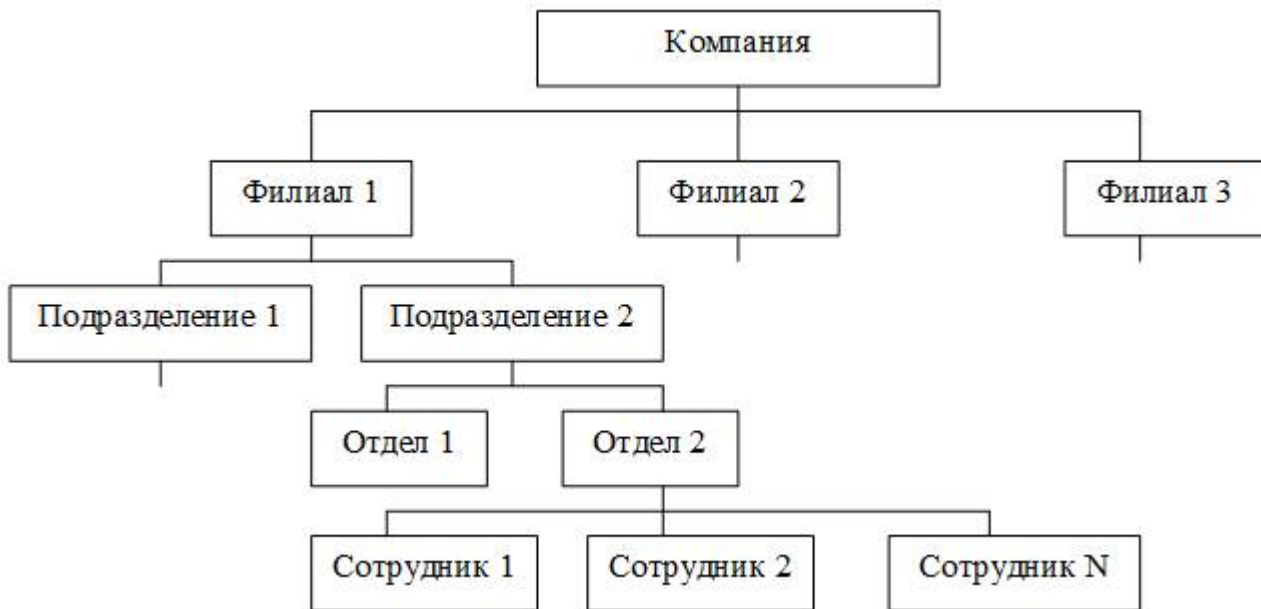 Компания
Филиал 1
Филиал 2
Филиал 3
Подразделение 1
Подразделение 2
Отдел 1
Отдел 2
Сотрудник 1
Сотрудник 2
Сотрудник N